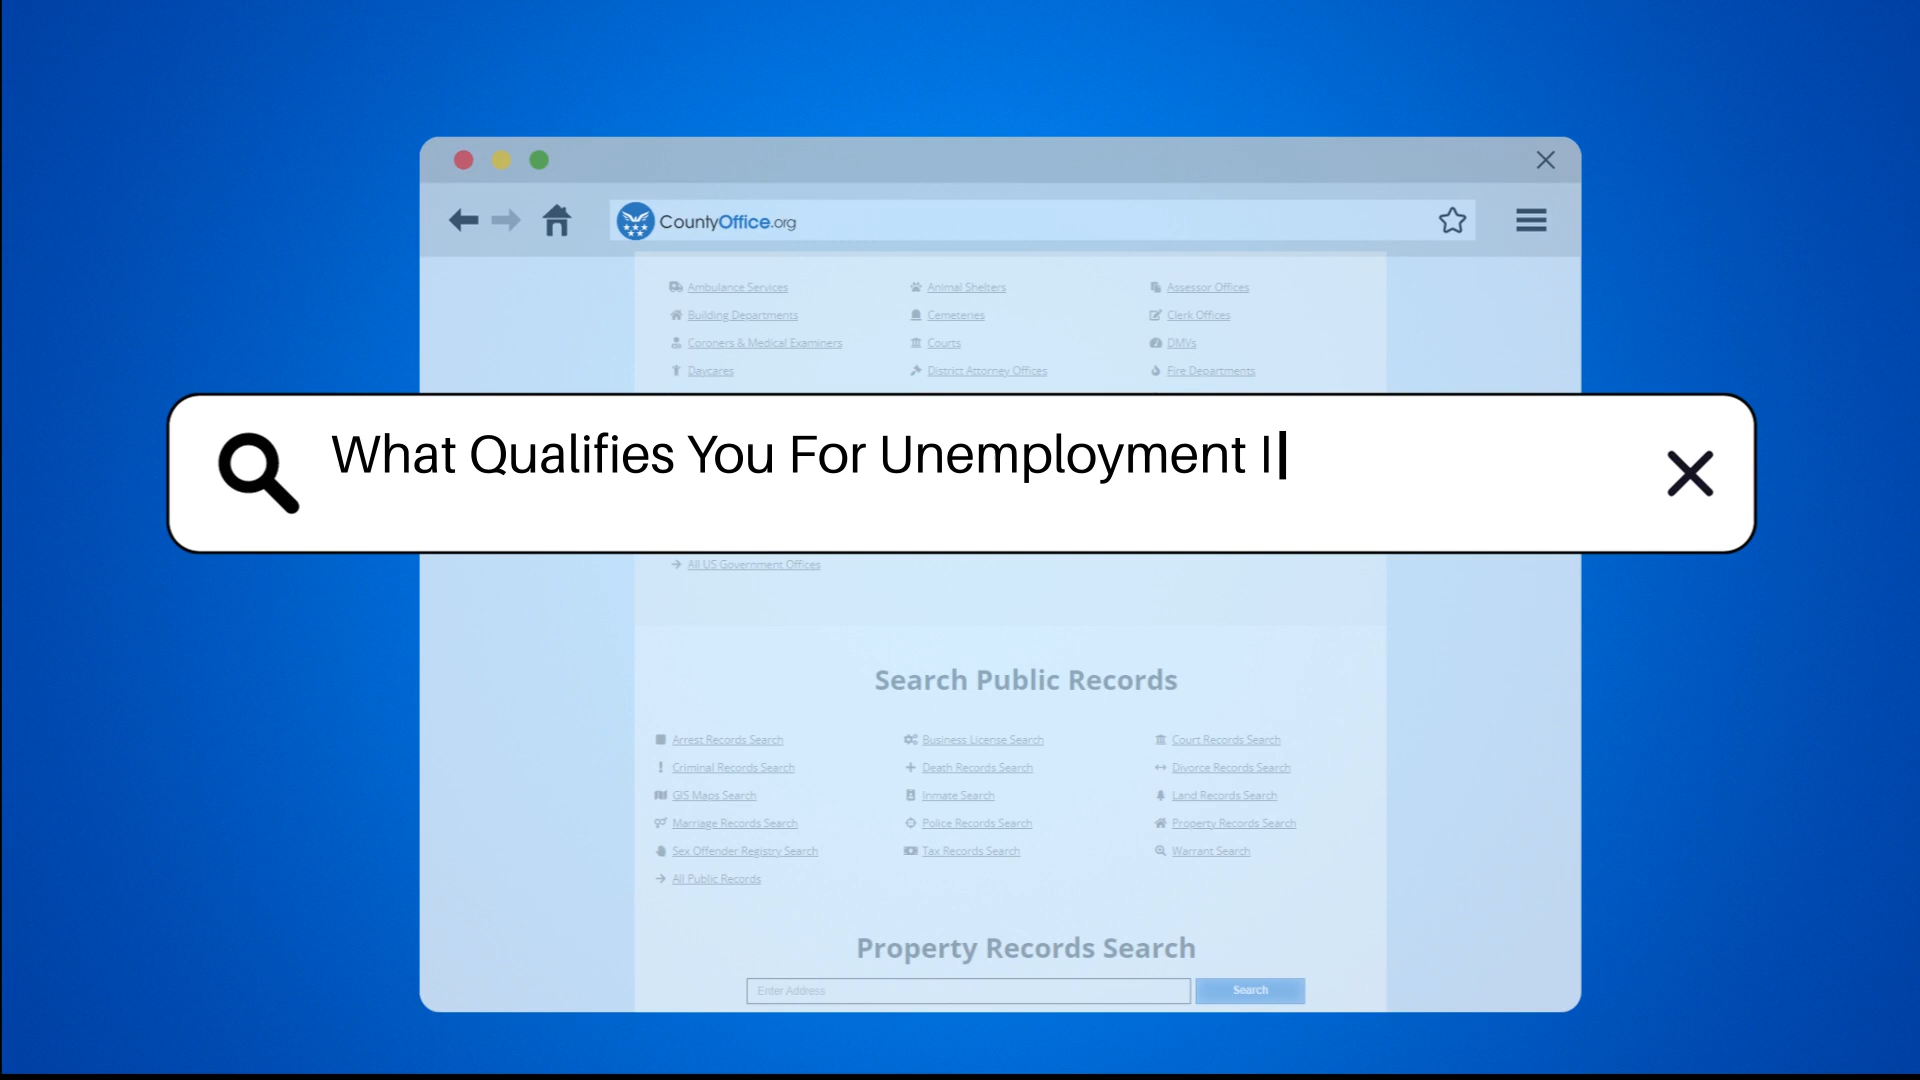 CountyOffice.org
Ambulance Services Animal Shelters Assessor Offices
Building Departments Cemeteries Clerk Offices
Coroners & Medical Examiners Courts DMVs
Daycares District Attorney Offices Fire Departments
What Qualifies You For Unemployment I
All US Government Offices
Search Public Records
Arrest Records Search Business License Search Court Records Search
Criminal Records Search Death Records Search Divorce Records Search
GIS Maps Search Inmate Search Land Records Search
Marriage Records Search Police Records Search Property Records Search
Sex Offender Registry Search Tax Records Search Warrant Search
All Public Records
Property Records Search
Enter Address Search